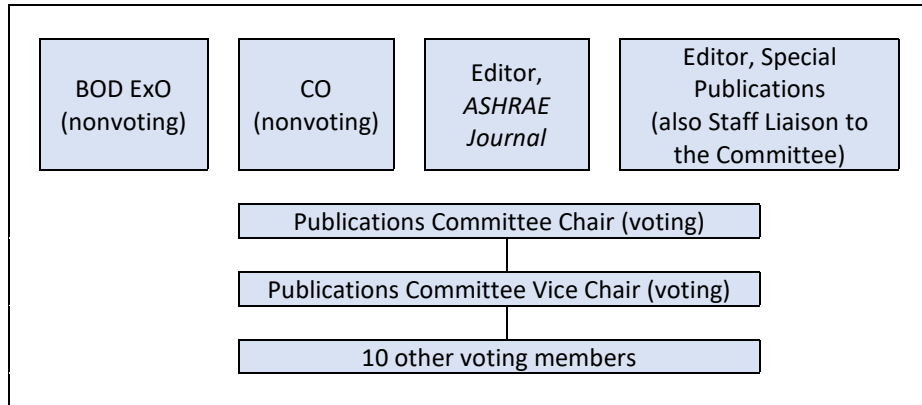 BOD ExO
(nonvoting)
CO
(nonvoting)
Editor,
ASHRAE
Journal
Editor, Special
Publications
(also Staff Liaison to
the Committee)
Publications Committee Chair (voting)
Publications Committee Vice Chair (voting)
10 other voting members